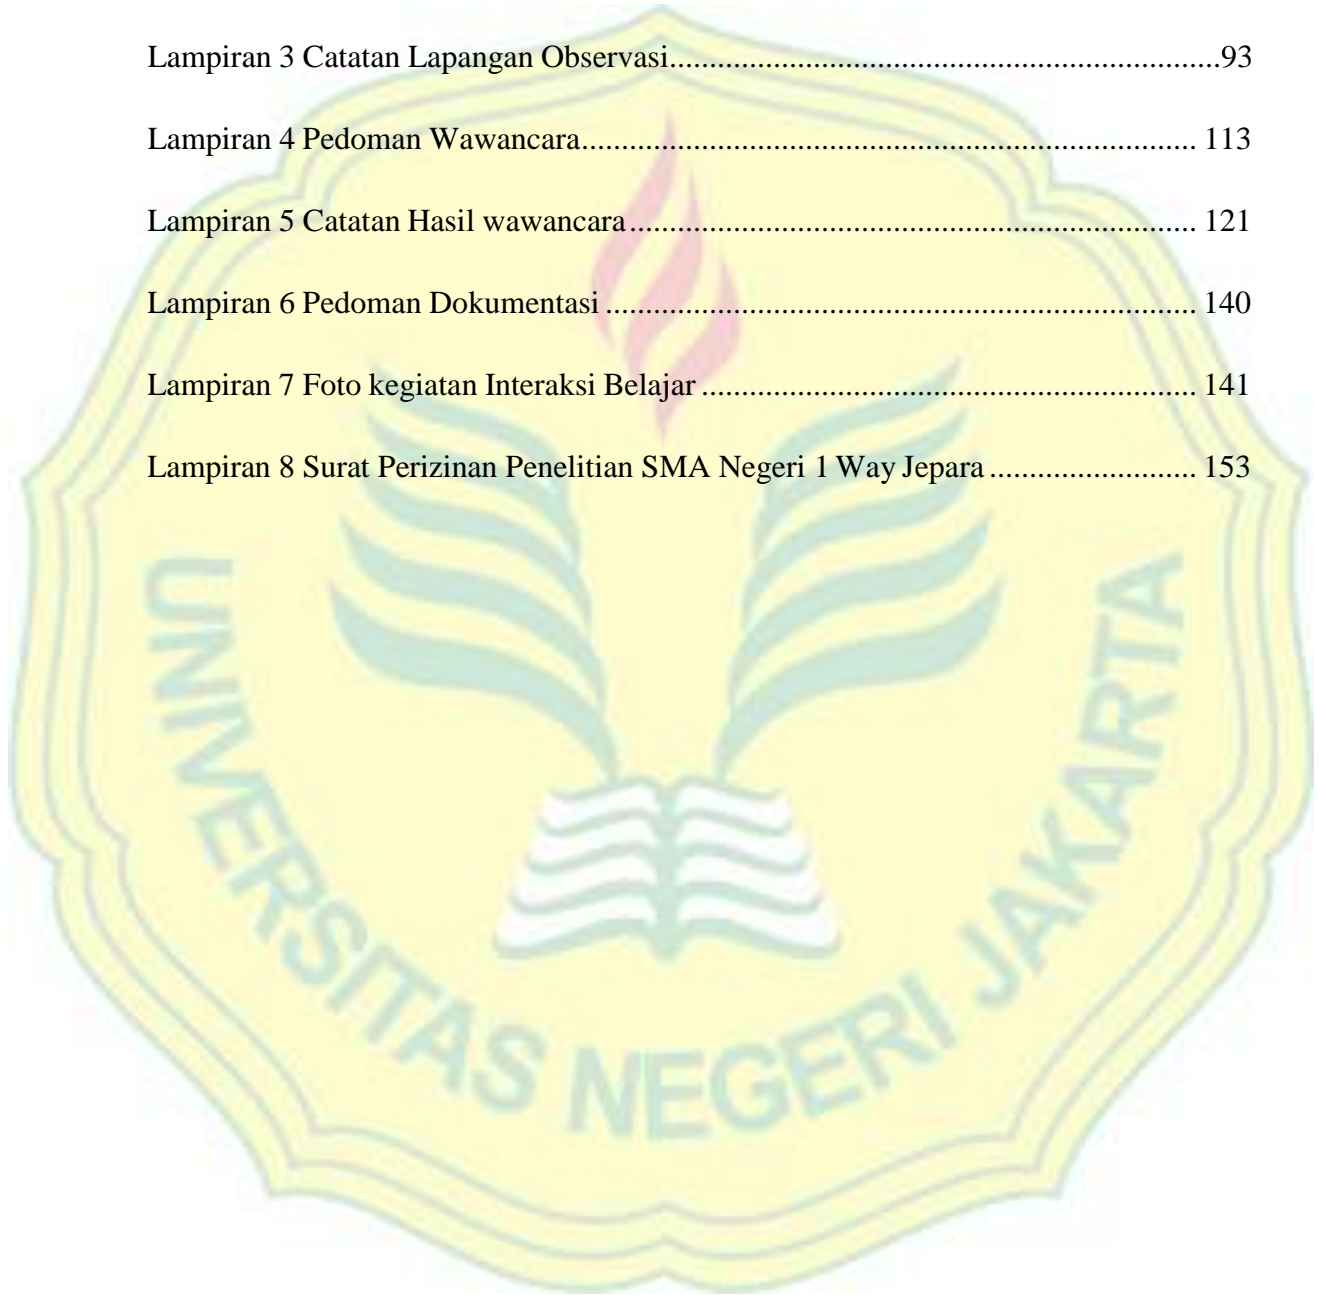 Lampiran 3 Catatan Lapangan Observasi.....................................................................93
Lampiran 4 Pedoman Wawancara............................................................................. 113
Lampiran 5 Catatan Hasil wawancara....................................................................... 121
Lampiran 6 Pedoman Dokumentasi .......................................................................... 140
Lampiran 7 Foto kegiatan Interaksi Belajar .............................................................. 141
Lampiran 8 Surat Perizinan Penelitian SMA Negeri 1 Way Jepara .......................... 153
UNIVERSITAS NEGERI JAKARTA